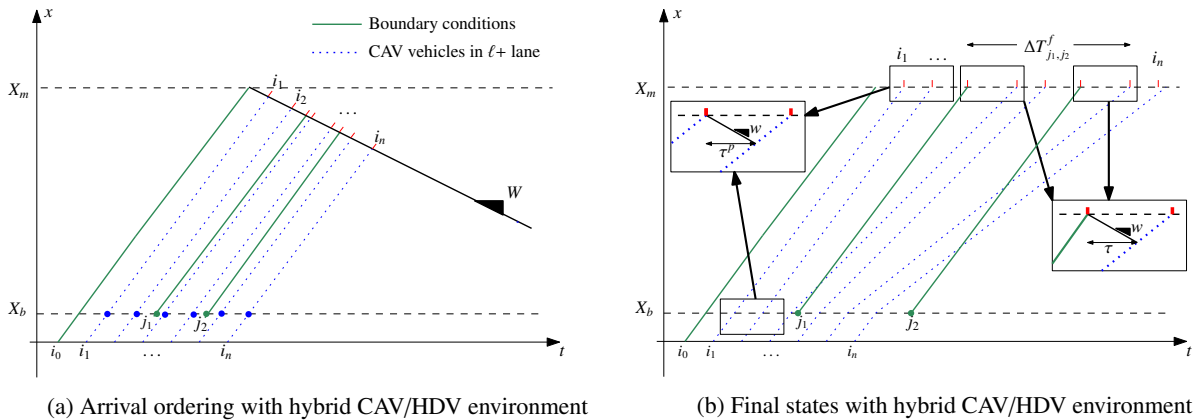 x
Boundary conditions
CAV vehicles in ℓ+ lane
X_m
i_1
i_2
...
i_n
W
X_b
j_1
j_2
i_0
i_1
...
i_n
t
(a) Arrival ordering with hybrid CAV/HDV environment
x
ΔT^f_{j_1,j_2}
i_1
...
i_n
X_m
w
τ^p
w
τ
X_b
j_1
j_2
i_0
i_1
...
i_n
t
(b) Final states with hybrid CAV/HDV environment